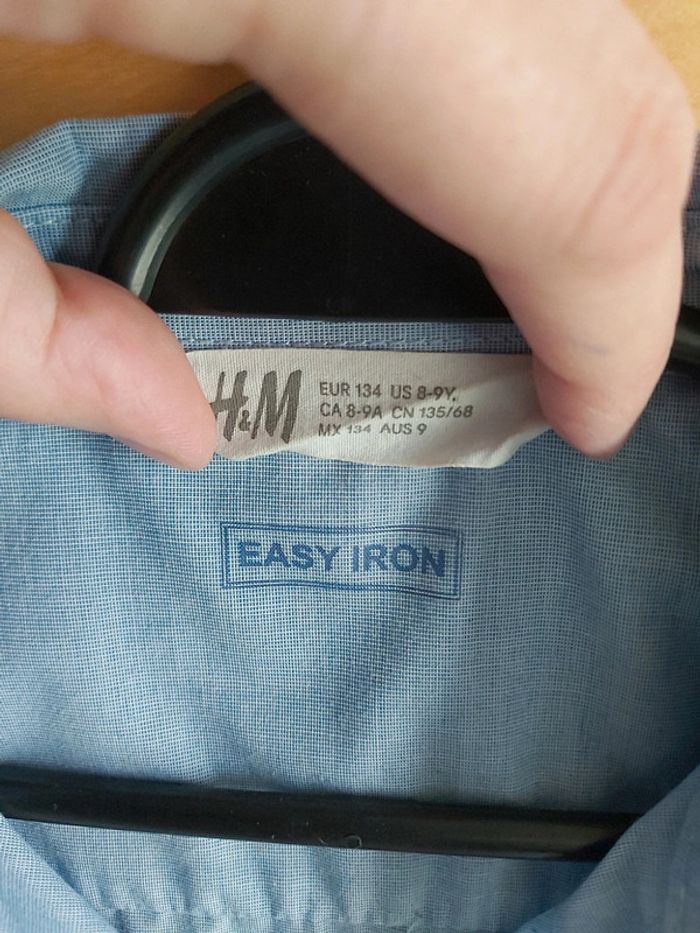 H&M
EUR 134 US 8-9Y,
CA 8-9A CN 135/68
MX 134 AUS 9
EASY IRON